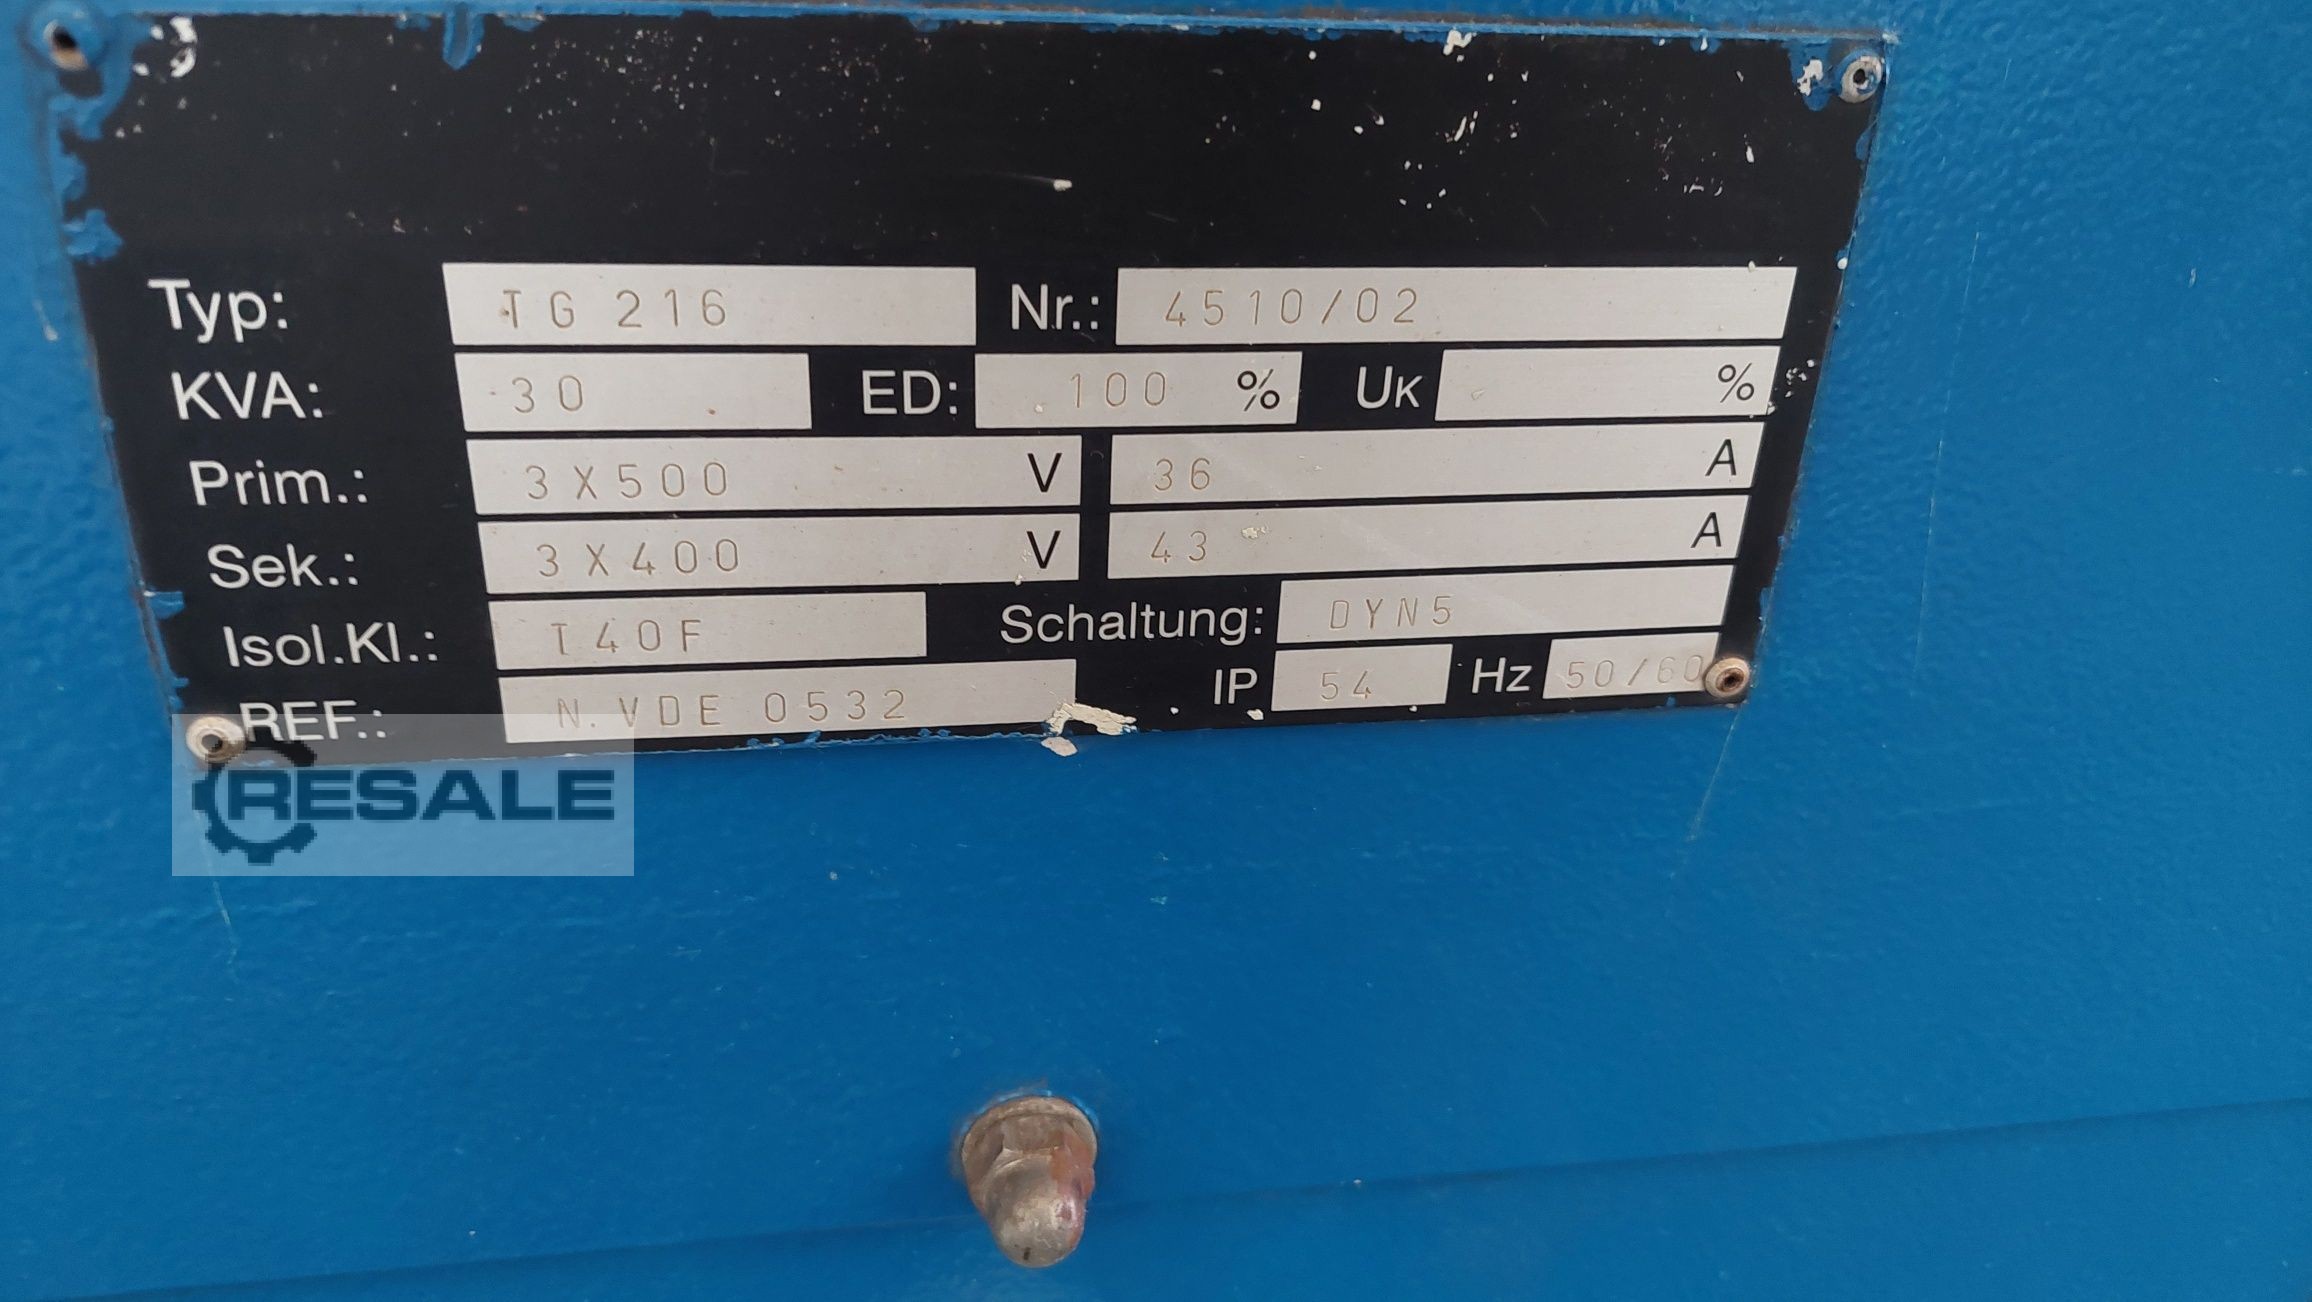 Typ: TG 216 Nr.: 4510/02
KVA: 30 ED: 100 % UK %
Prim.: 3X500 V 36 A
Sek.: 3X400 V 43 A
Isol.Kl.: T40F Schaltung: DYN5
REF.: N.VDE 0532 IP 54 Hz 50/60
RESALE